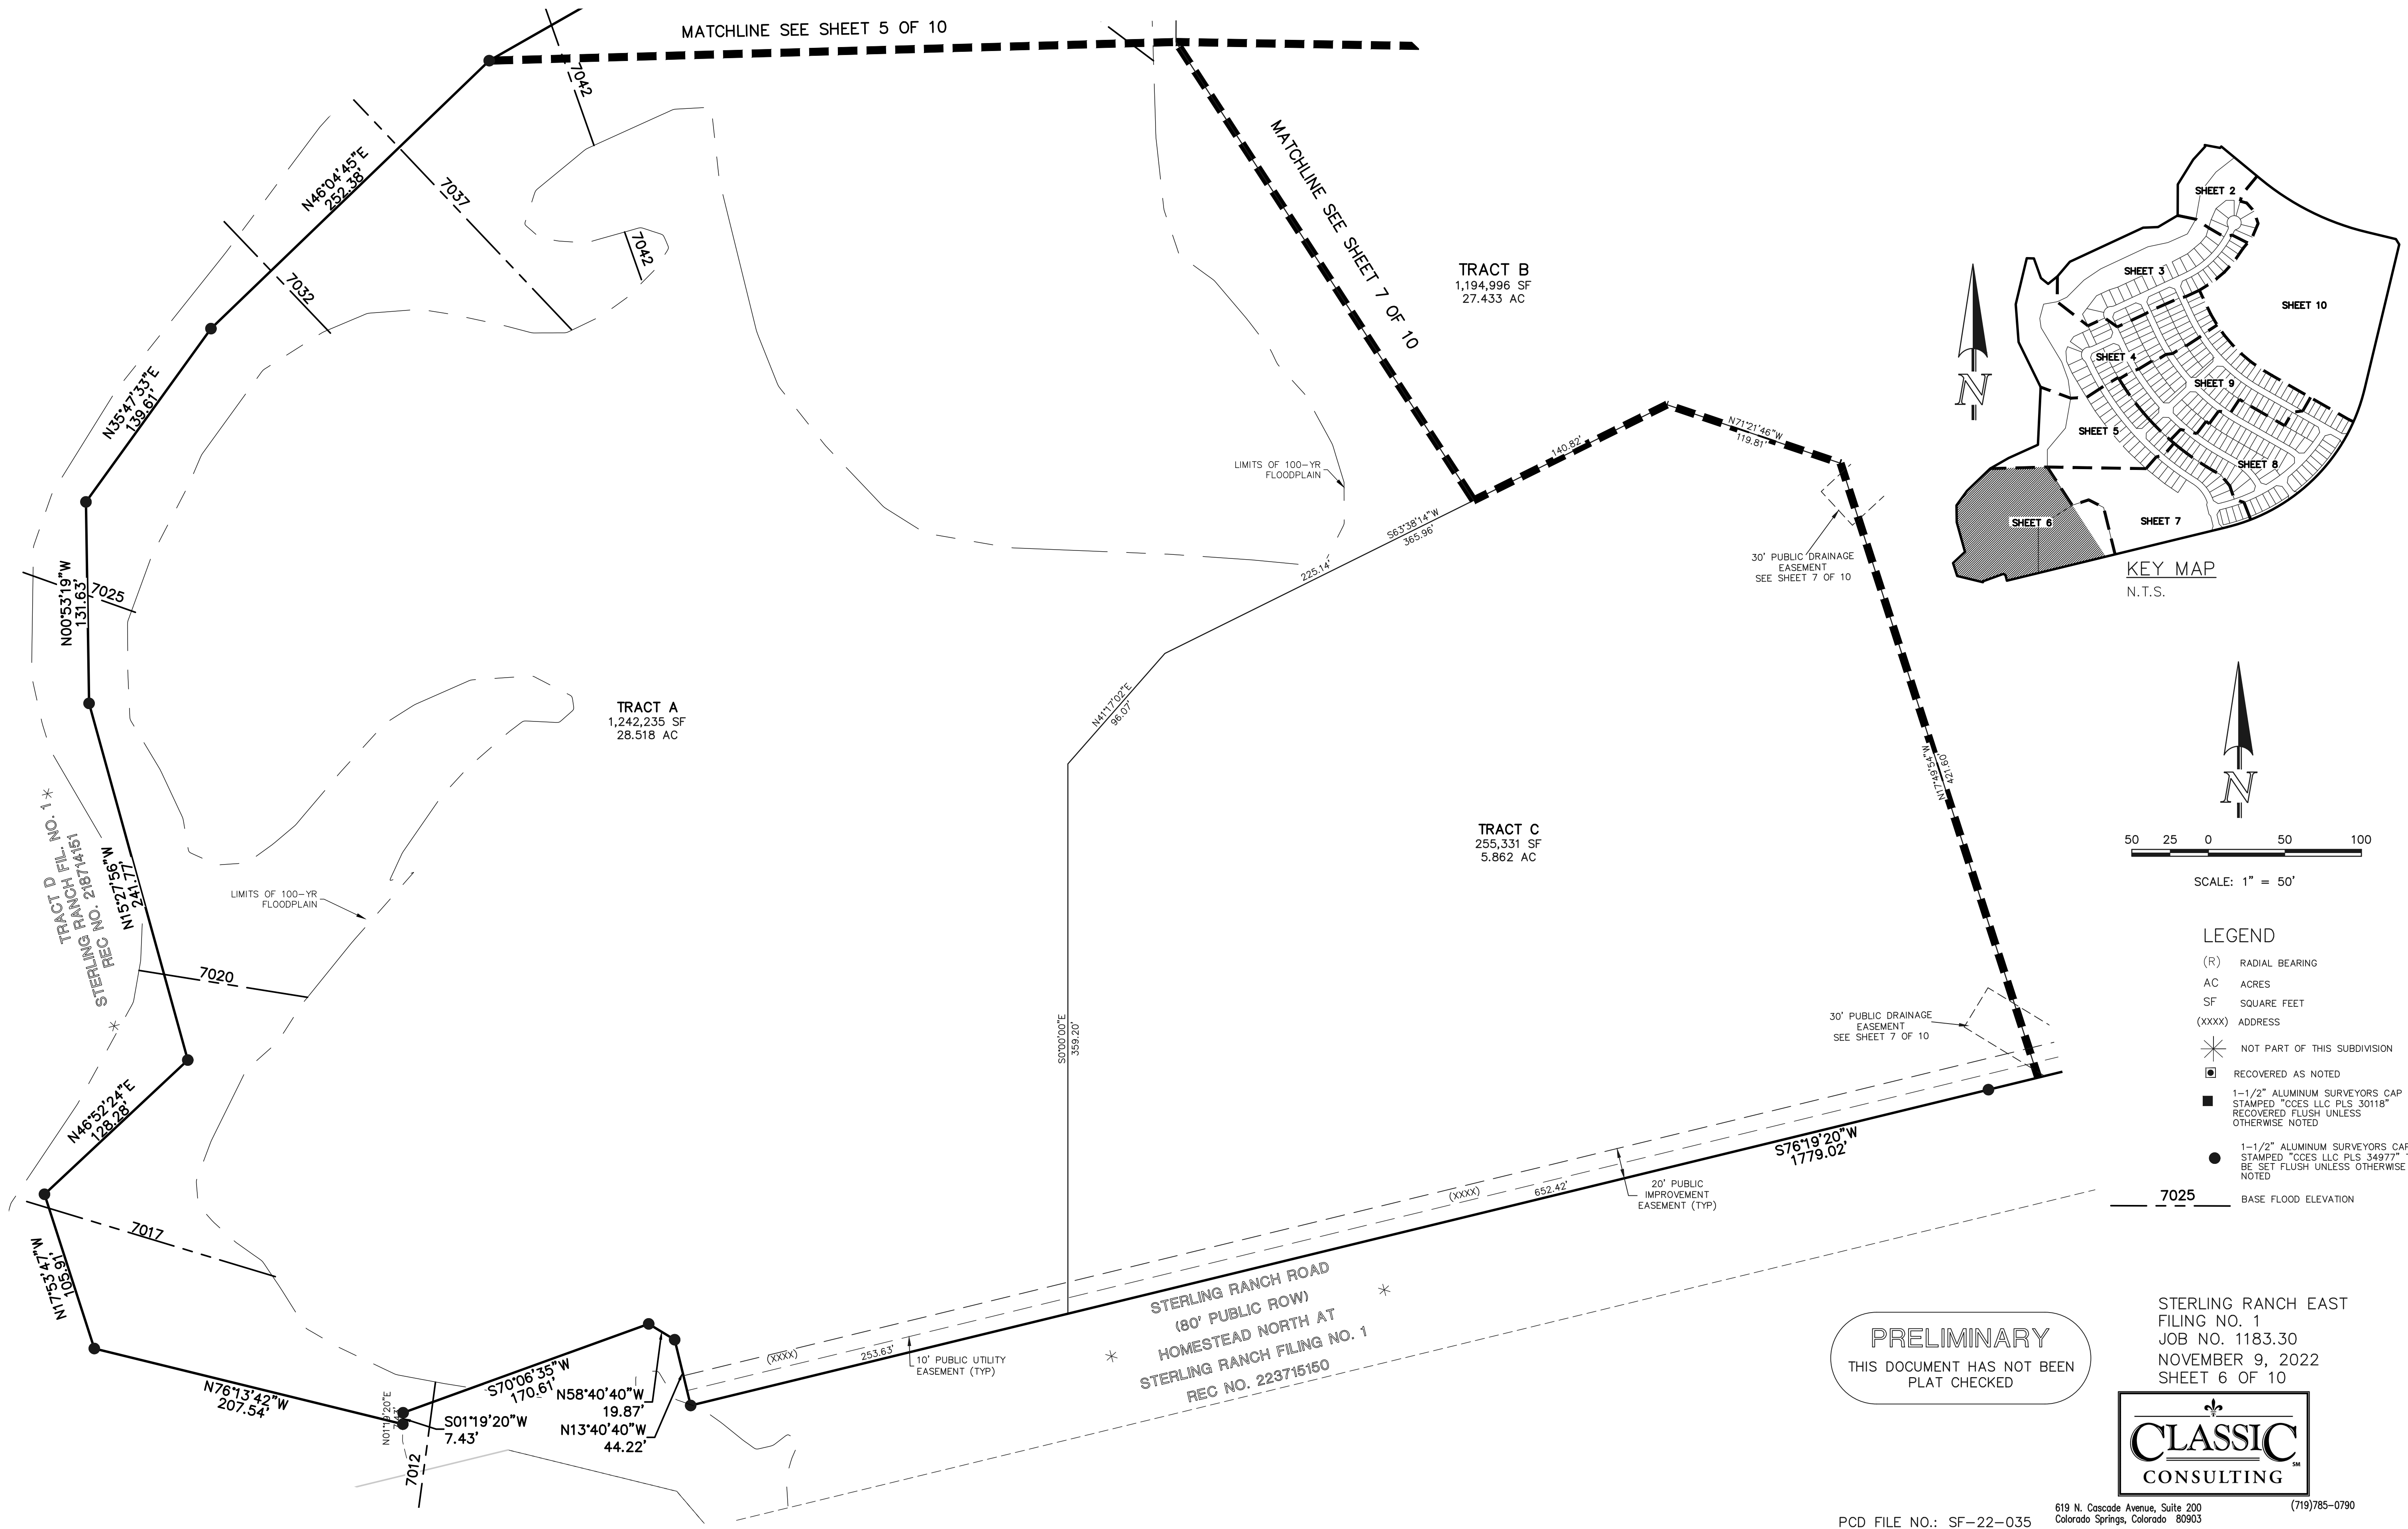 MATCHLINE SEE SHEET 5 OF 10
7042
N46°04'45"E
252.38'
7037
7042
7032
MATCHLINE SEE SHEET 7 OF 10
TRACT B
1,194,996 SF
27.433 AC
N35°47'33"E
139.61'
LIMITS OF 100-YR
FLOODPLAIN
140.82'
N71°21'46"W
119.81'
S63°38'14"W
365.96'
225.14'
30' PUBLIC DRAINAGE
EASEMENT
SEE SHEET 7 OF 10
N00°53'19"W
131.63'
7025
N41°17'02"E
96.07'
TRACT A
1,242,235 SF
28.518 AC
N17°49'54"W
421.60'
TRACT C
255,331 SF
5.862 AC
TRACT D
STERLING RANCH FIL. NO. 1
REC NO. 218714151
N15°27'56"W
241.77'
LIMITS OF 100-YR
FLOODPLAIN
7020
S0°00'00"E
359.20'
30' PUBLIC DRAINAGE
EASEMENT
SEE SHEET 7 OF 10
N46°52'24"E
128.28'
7017
N17°53'47"W
105.91'
S76°19'20"W
1779.02'
(XXXX)
652.42'
20' PUBLIC
IMPROVEMENT
EASEMENT (TYP)
STERLING RANCH ROAD
(80' PUBLIC ROW)
HOMESTEAD NORTH AT
STERLING RANCH FILING NO. 1
REC NO. 223715150
(XXXX)
253.63'
10' PUBLIC UTILITY
EASEMENT (TYP)
N76°13'42"W
207.54'
S70°06'35"W
170.61'
N58°40'40"W
19.87'
N13°40'40"W
44.22'
N01°19'20"E
7.43'
S01°19'20"W
7.43'
7012
SHEET 2
SHEET 3
SHEET 10
SHEET 4
SHEET 9
SHEET 5
SHEET 8
SHEET 6
SHEET 7
N
KEY MAP
N.T.S.
N
50 25 0 50 100
SCALE: 1" = 50'
LEGEND
(R) RADIAL BEARING
AC ACRES
SF SQUARE FEET
(XXXX) ADDRESS
NOT PART OF THIS SUBDIVISION
RECOVERED AS NOTED
1-1/2" ALUMINUM SURVEYORS CAP
STAMPED "CCES LLC PLS 30118"
RECOVERED FLUSH UNLESS
OTHERWISE NOTED
1-1/2" ALUMINUM SURVEYORS CAP
STAMPED "CCES LLC PLS 34977"
BE SET FLUSH UNLESS OTHERWISE
NOTED
7025 BASE FLOOD ELEVATION
PRELIMINARY
THIS DOCUMENT HAS NOT BEEN
PLAT CHECKED
STERLING RANCH EAST
FILING NO. 1
JOB NO. 1183.30
NOVEMBER 9, 2022
SHEET 6 OF 10
CLASSIC SM
CONSULTING
619 N. Cascade Avenue, Suite 200 (719)785-0790
Colorado Springs, Colorado 80903
PCD FILE NO.: SF-22-035